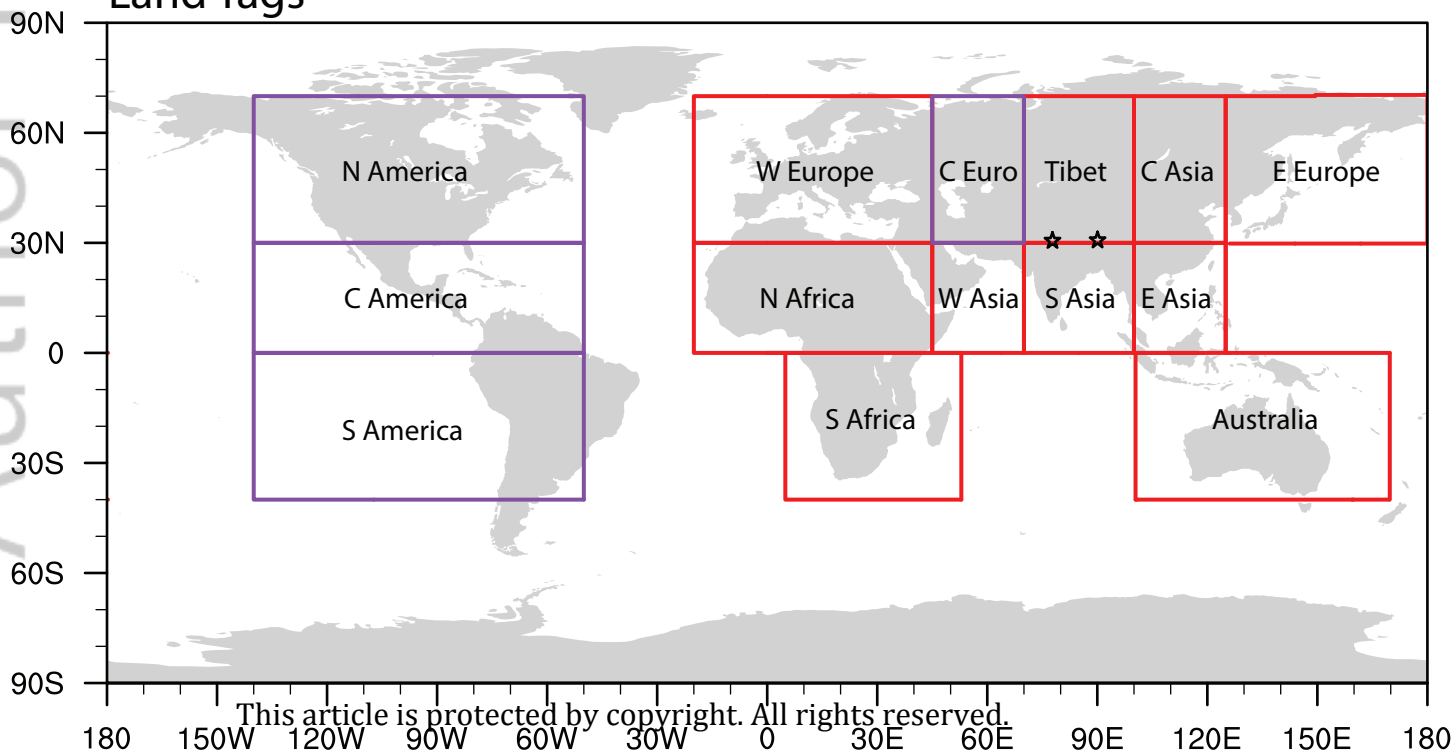 Land Tags
90N
60N
30N
0
30S
60S
90S
N America
C America
S America
W Europe
C Euro
Tibet
C Asia
E Europe
N Africa
W Asia
S Asia
E Asia
S Africa
Australia
This article is protected by copyright. All rights reserved.
180 150W 120W 90W 60W 30W 0 30E 60E 90E 120E 150E 180